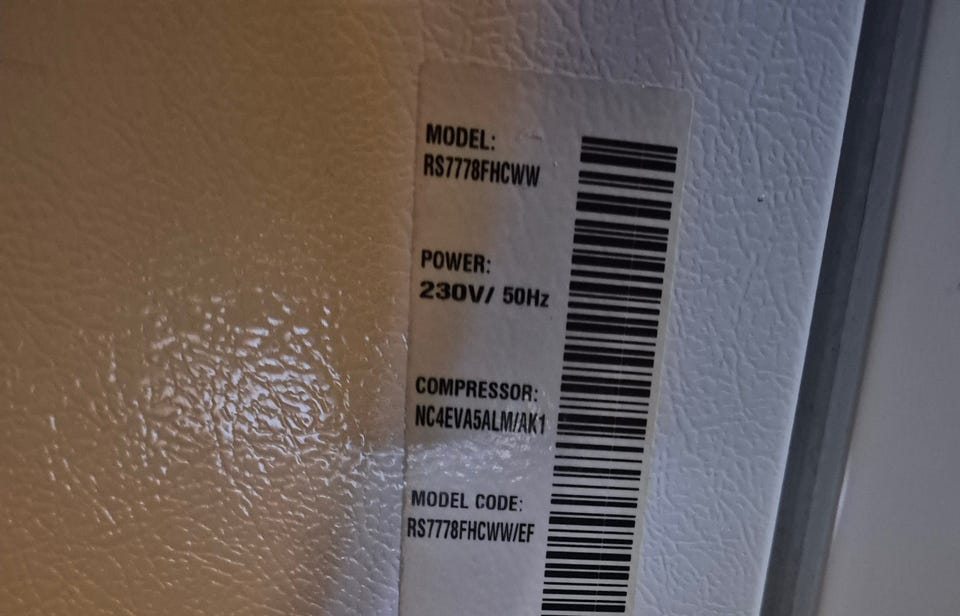 MODEL:
RS7778FHCWW
POWER:
230V/ 50Hz
COMPRESSOR:
NC4EVA5ALM/AK1
MODEL CODE:
RS7778FHCWW/EF